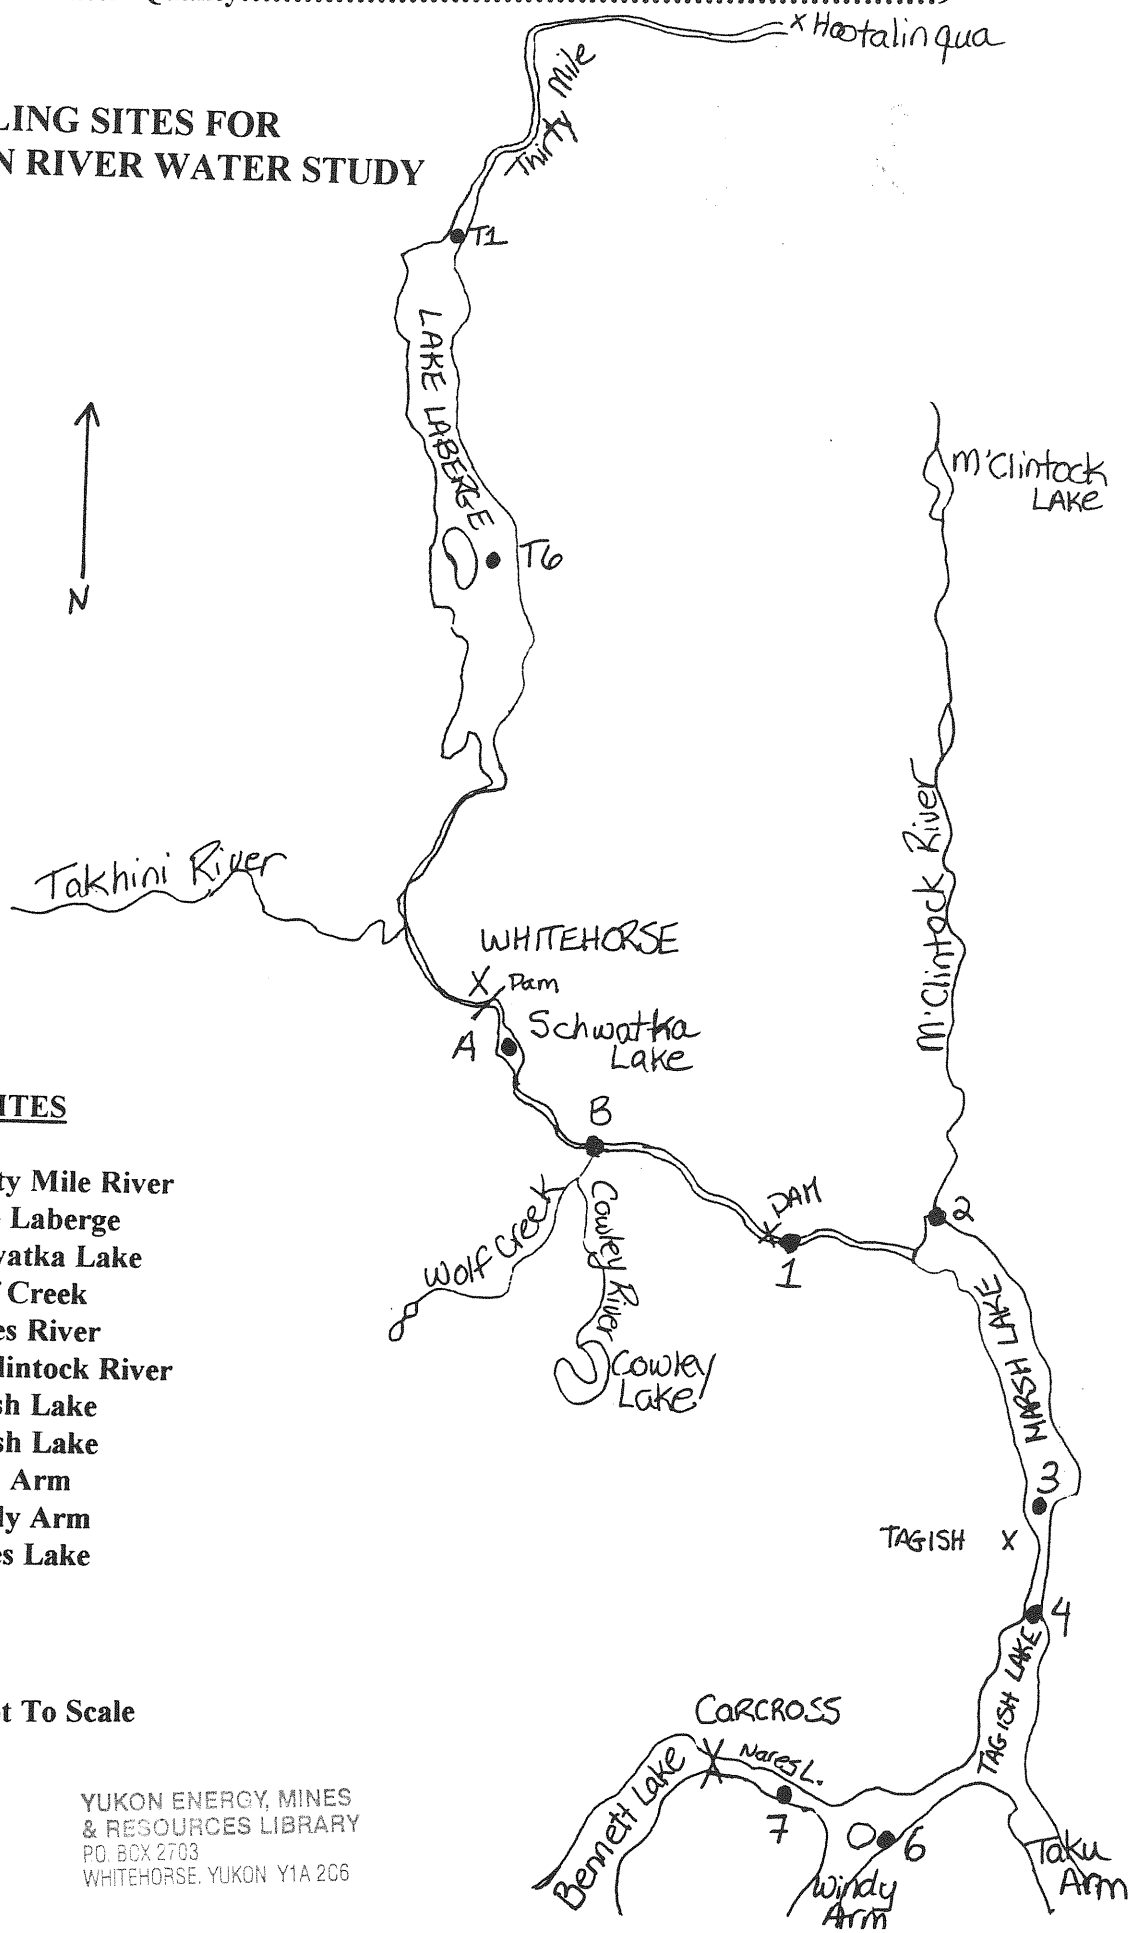 x Hootalinqua
Thirty Mile
LING SITES FOR
N RIVER WATER STUDY
T1
LAKE LABERGE
N
M'Clintock
LAKE
T6
M'Clintock River
Takhini River
WHITEHORSE
X Dam
A
Schwatka
Lake
B
ITES
ty Mile River
Laberge
vatka Lake
Creek
es River
lintock River
sh Lake
sh Lake
Arm
ly Arm
es Lake
t To Scale
Wolf Creek
Cowley River
Cowley
Lake
DAM
1
2
MARSH LAKE
3
TAGISH X
4
TAGISH LAKE
CARCROSS
Nares L.
Bennett Lake
7
6
Windy
Arm
Taku
Arm
YUKON ENERGY, MINES
& RESOURCES LIBRARY
PO. BOX 2703
WHITEHORSE, YUKON Y1A 2C6